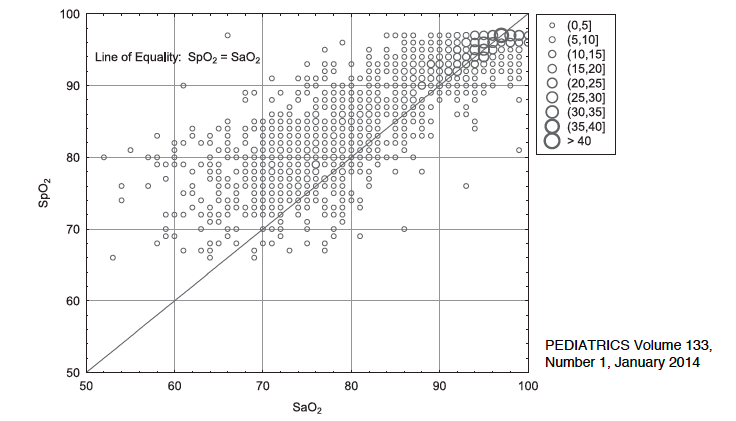 100
90
80
70
60
50
SpO2
Line of Equality: SpO2 = SaO2
50 60 70 80 90 100
SaO2
(0,5]
(5,10]
(10,15]
(15,20]
(20,25]
(25,30]
(30,35]
(35,40]
> 40
PEDIATRICS Volume 133,
Number 1, January 2014